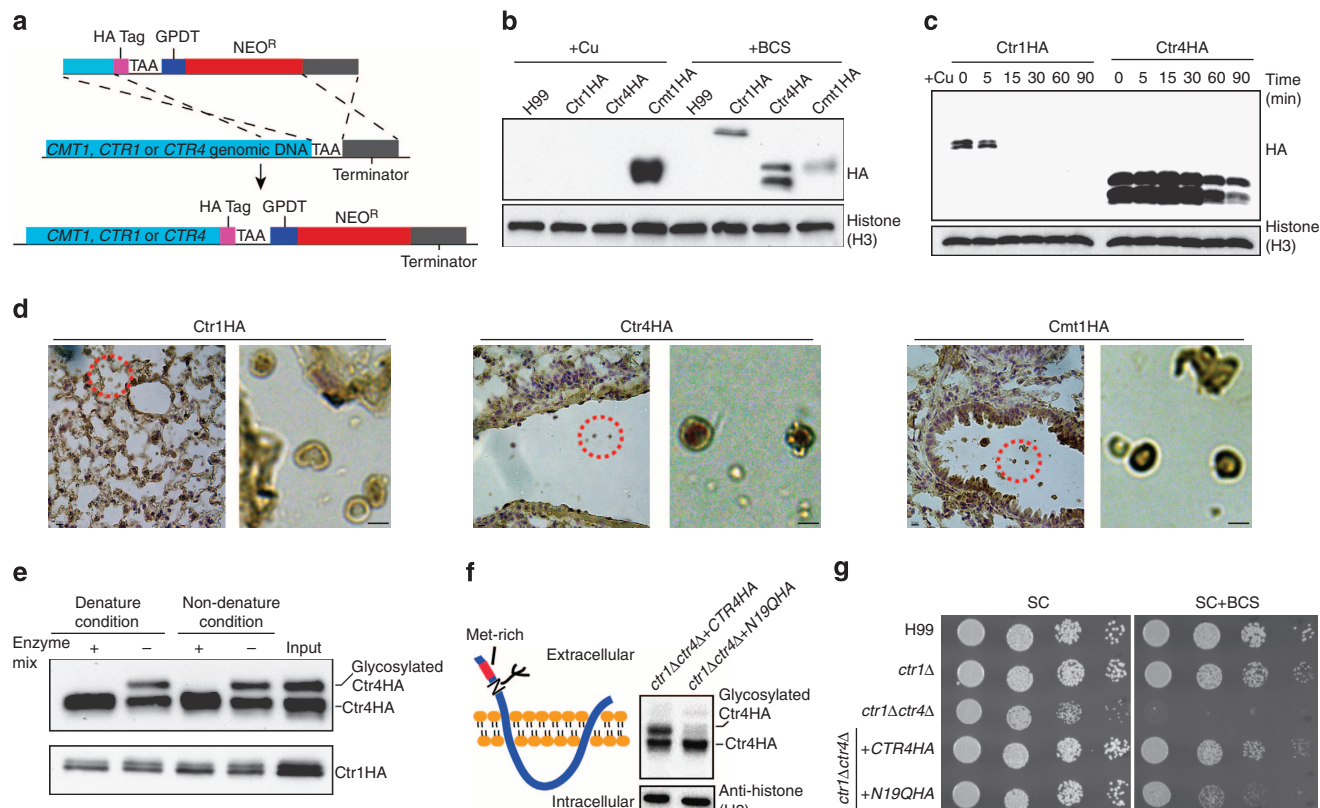 a
HA Tag GPDT NEO^R
TAA
CMT1, CTR1 or CTR4 genomic DNA TAA
Terminator
HA Tag GPDT NEO^R
CMT1, CTR1 or CTR4 TAA
Terminator
b
+Cu +BCS
H99 Ctr1HA Ctr4HA Cmt1HA H99 Ctr1HA Ctr4HA Cmt1HA
HA
Histone
(H3)
c
Ctr1HA Ctr4HA
+Cu 0 5 15 30 60 90 0 5 15 30 60 90 Time
(min)
HA
Histone
(H3)
d
Ctr1HA Ctr4HA Cmt1HA
e
Denature
condition
Non-denature
condition
Enzyme
mix
+ − + − Input
Glycosylated
Ctr4HA
Ctr4HA
Ctr1HA
f
Met-rich
Extracellular
N
Intracellular
ctr1Δctr4Δ+CTR4HA
ctr1Δctr4Δ+N19QHA
Glycosylated
Ctr4HA
Ctr4HA
Anti-histone
g
SC SC+BCS
H99
ctr1Δ
ctr1Δctr4Δ
ctr1Δctr4Δ
+CTR4HA
+N19QHA